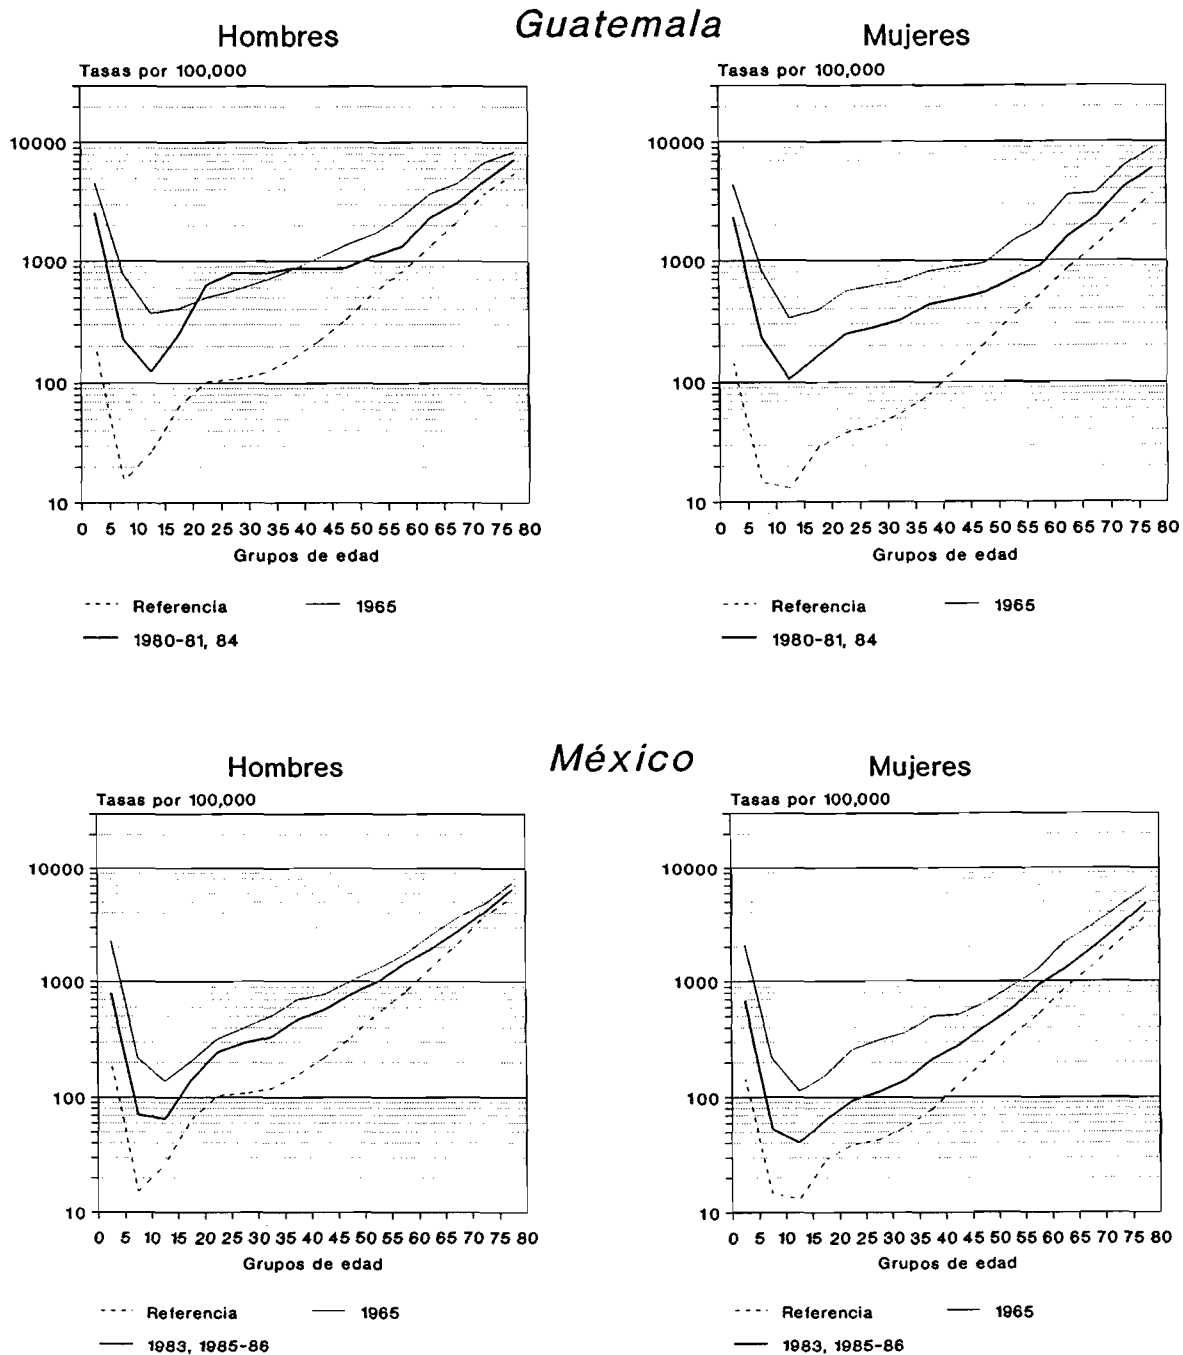 Guatemala
Hombres
Tasas por 100,000
10000
1000
100
10
0 5 10 15 20 25 30 35 40 45 50 55 60 65 70 75 80
Grupos de edad
Referencia 1965
1980-81, 84
Mujeres
Tasas por 100,000
10000
1000
100
10
0 5 10 15 20 25 30 35 40 45 50 55 60 65 70 75 80
Grupos de edad
Referencia 1965
1980-81, 84
México
Hombres
Tasas por 100,000
10000
1000
100
10
0 5 10 15 20 25 30 35 40 45 50 55 60 65 70 75 80
Grupos de edad
Referencia 1965
1983, 1985-86
Mujeres
Tasas por 100,000
10000
1000
100
10
0 5 10 15 20 25 30 35 40 45 50 55 60 65 70 75 80
Grupos de edad
Referencia 1965
1983, 1985-86